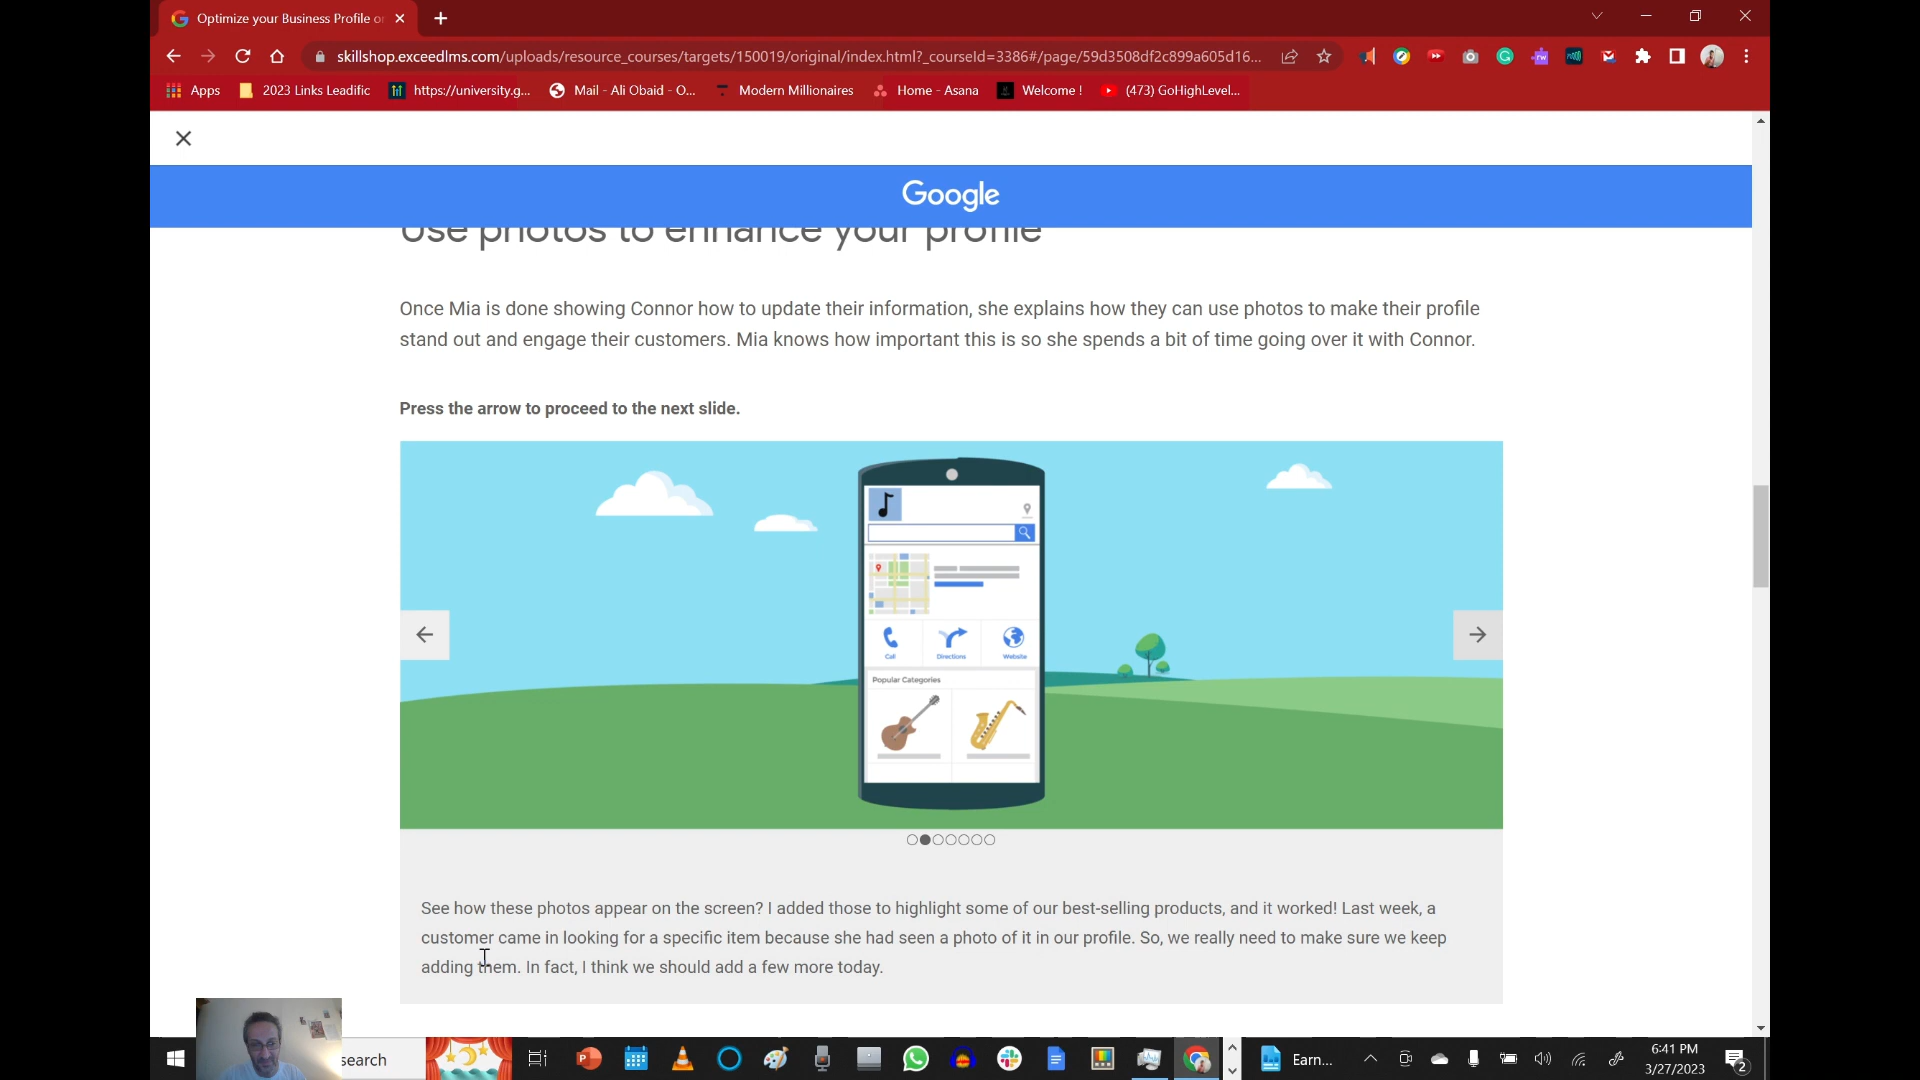 Optimize your Business Profile or
skillshop.exceedlms.com/uploads/resource_courses/targets/150019/original/index.html?_courseId=3386#/page/59d3508df2c899a605d16...
Apps
2023 Links Leadific
https://university.g...
Mail - Ali Obaid - O...
Modern Millionaires
Home - Asana
Welcome !
(473) GoHighLevel...
Google
Use photos to enhance your profile
Once Mia is done showing Connor how to update their information, she explains how they can use photos to make their profile
stand out and engage their customers. Mia knows how important this is so she spends a bit of time going over it with Connor.
Press the arrow to proceed to the next slide.
Call
Directions
Website
Popular Categories
See how these photos appear on the screen? I added those to highlight some of our best-selling products, and it worked! Last week, a
customer came in looking for a specific item because she had seen a photo of it in our profile. So, we really need to make sure we keep
adding them. In fact, I think we should add a few more today.
search
Earn...
6:41 PM
3/27/2023
2